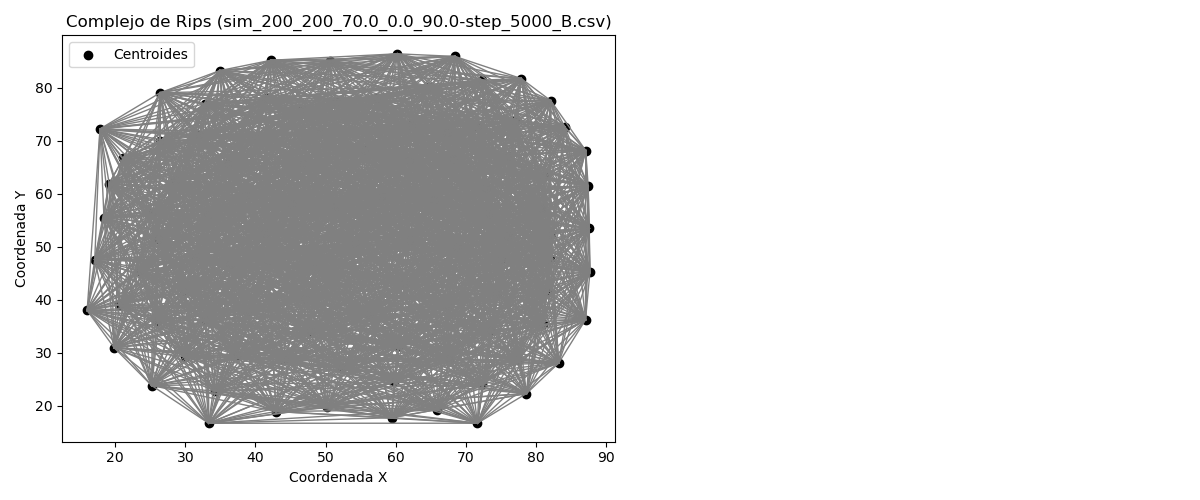 Complejo de Rips (sim_200_200_70.0_0.0_90.0-step_5000_B.csv)
Centroides
Coordenada Y
80
70
60
50
40
30
20
20 30 40 50 60 70 80 90
Coordenada X